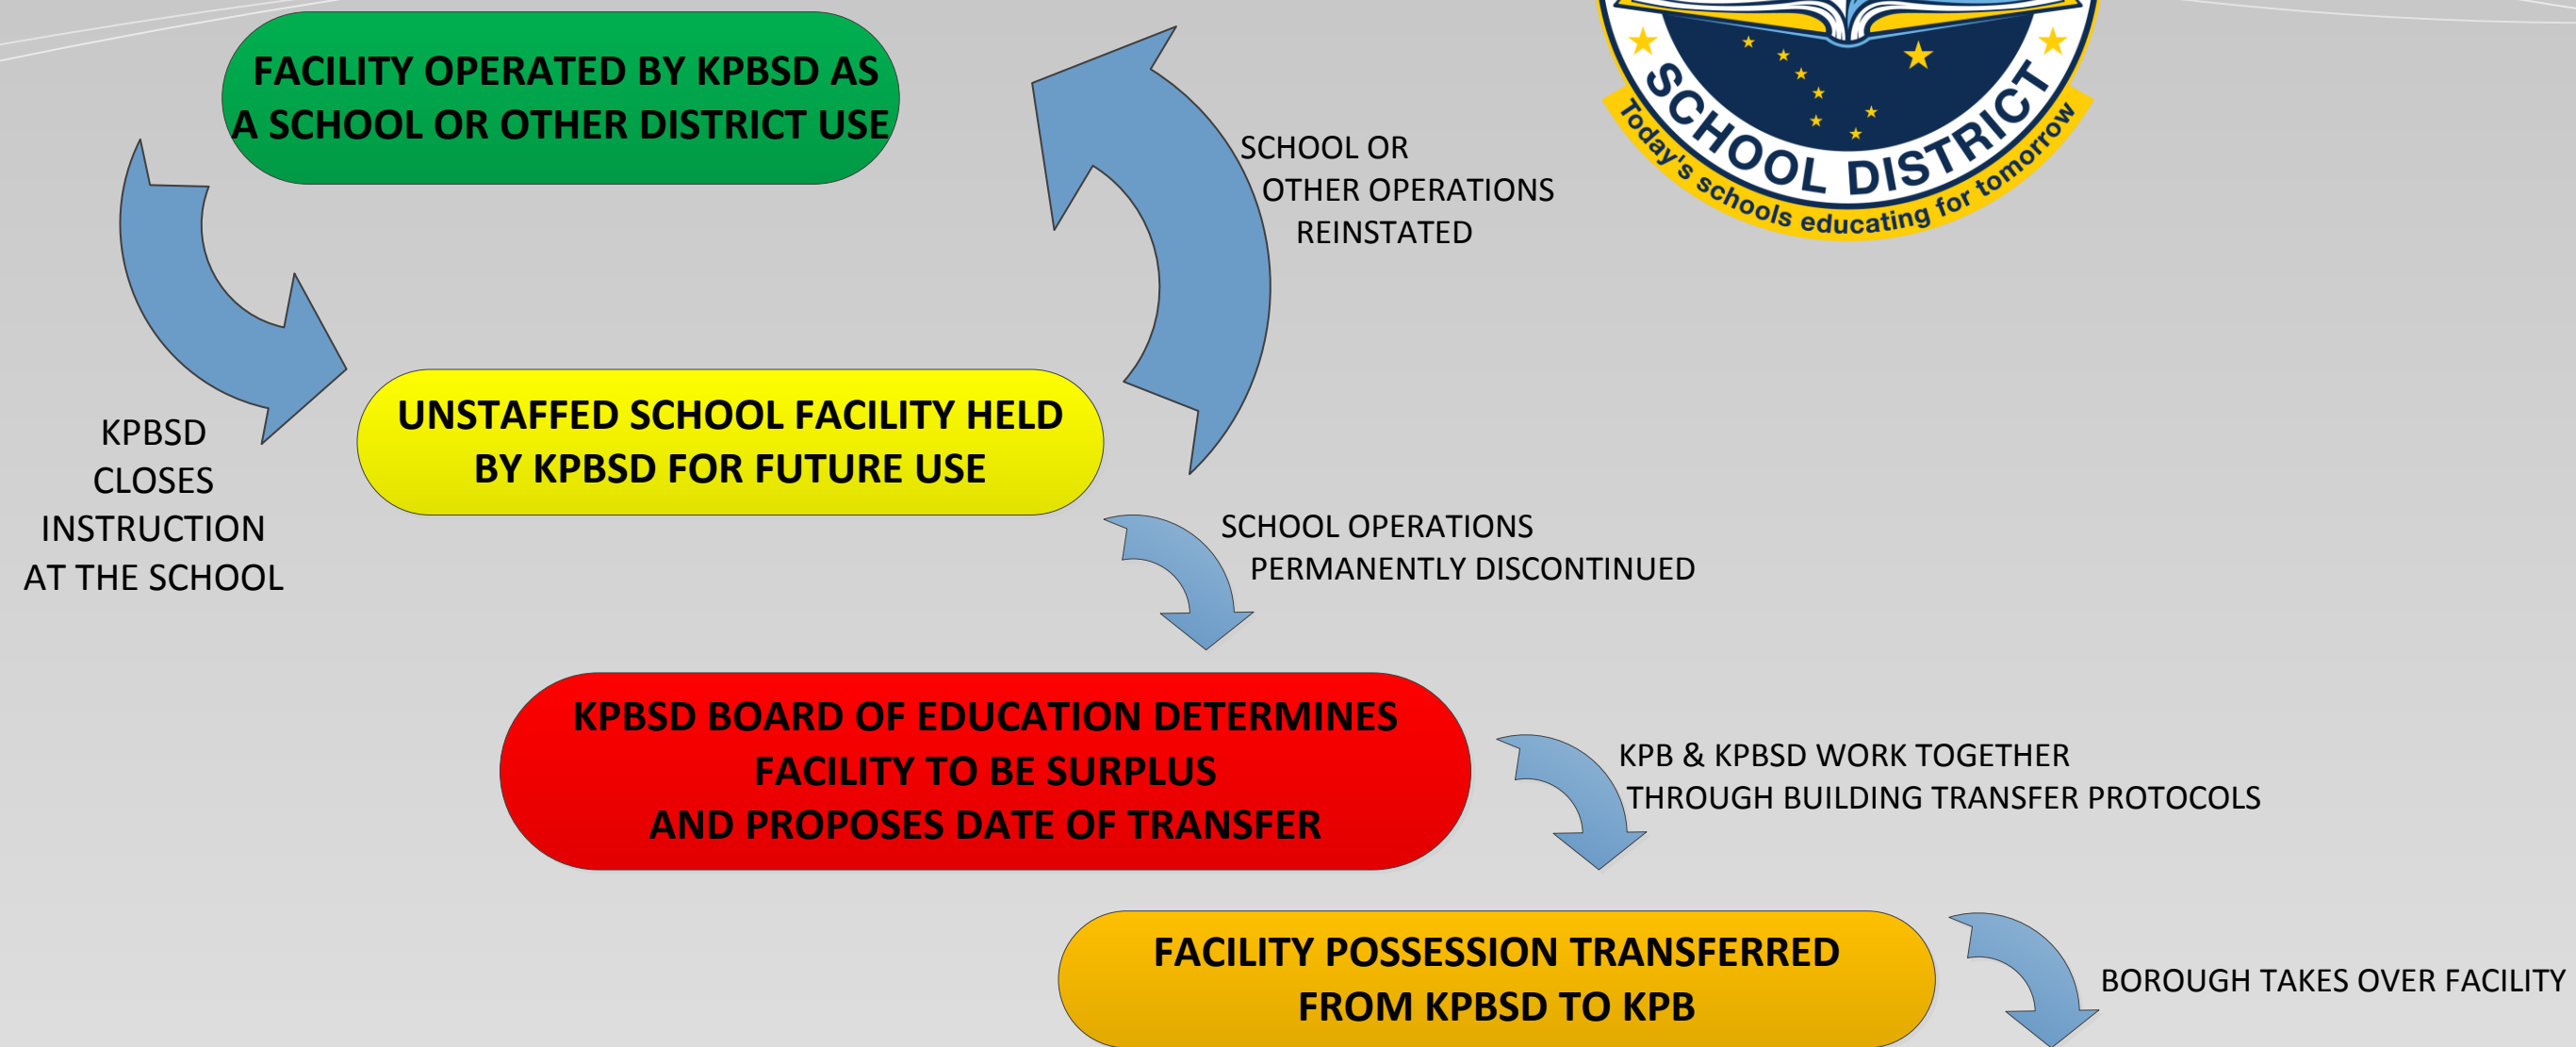 FACILITY OPERATED BY KPBSD AS
A SCHOOL OR OTHER DISTRICT USE
SCHOOL DISTRICT
Today's schools educating for tomorrow
SCHOOL OR
OTHER OPERATIONS
REINSTATED
KPBSD
CLOSES
INSTRUCTION
AT THE SCHOOL
UNSTAFFED SCHOOL FACILITY HELD
BY KPBSD FOR FUTURE USE
SCHOOL OPERATIONS
PERMANENTLY DISCONTINUED
KPBSD BOARD OF EDUCATION DETERMINES
FACILITY TO BE SURPLUS
AND PROPOSES DATE OF TRANSFER
KPB & KPBSD WORK TOGETHER
THROUGH BUILDING TRANSFER PROTOCOLS
FACILITY POSSESSION TRANSFERRED
FROM KPBSD TO KPB
BOROUGH TAKES OVER FACILITY